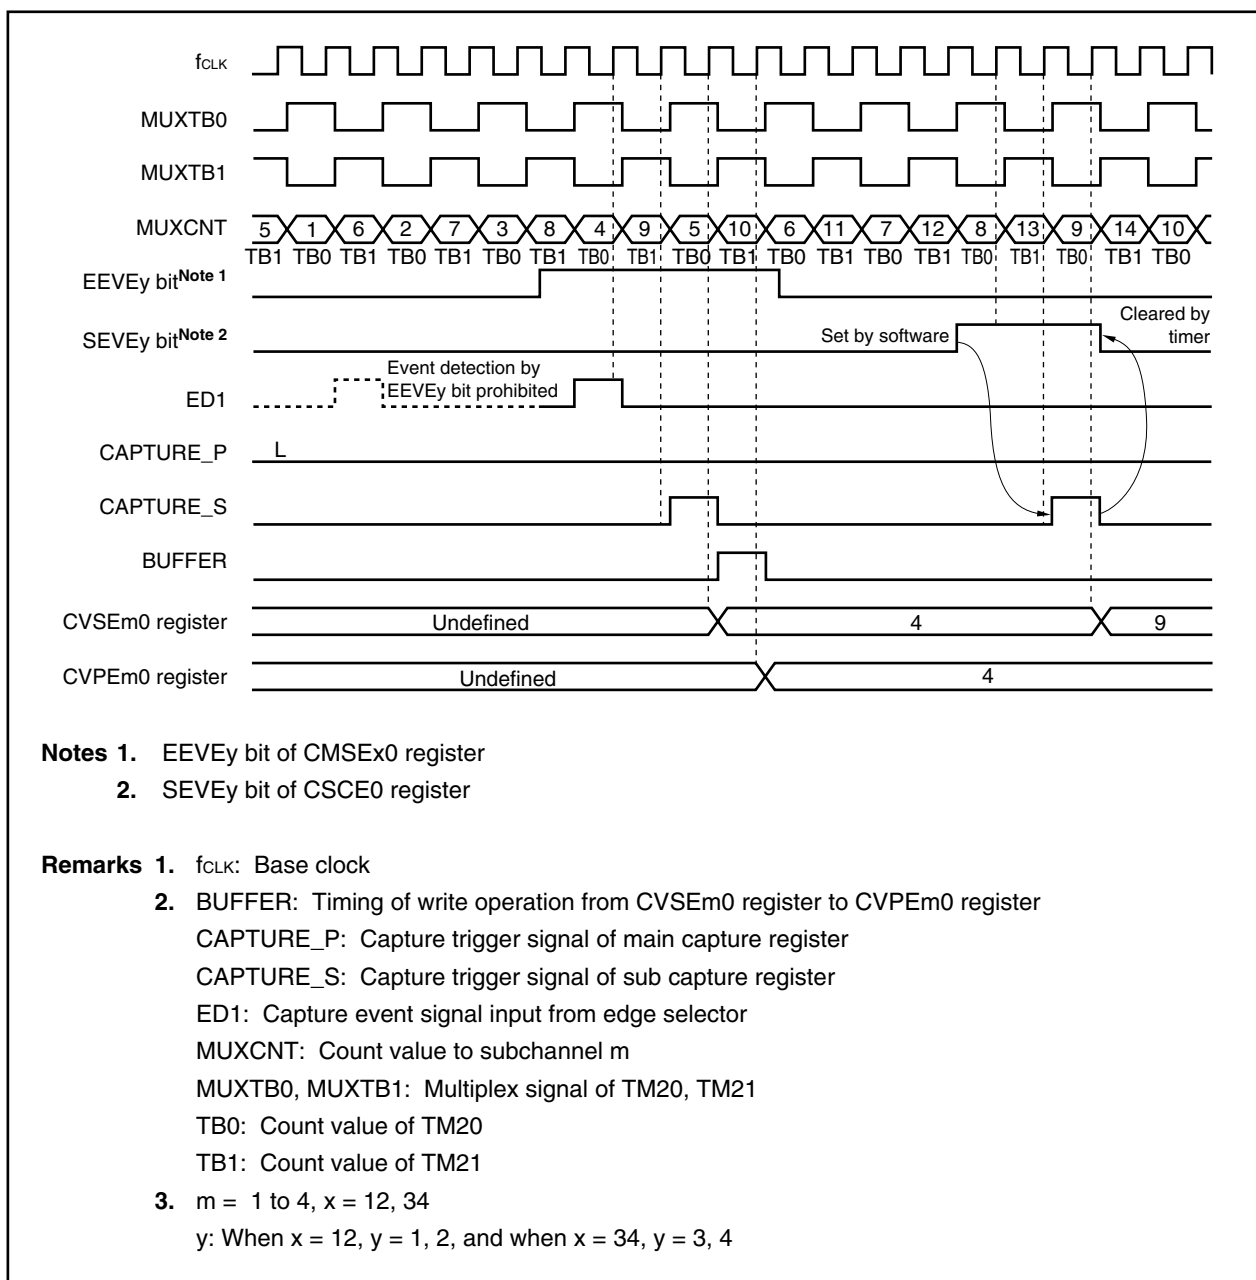 fCLK
MUXTB0
MUXTB1
MUXCNT 5 1 6 2 7 3 8 4 9 5 10 6 11 7 12 8 13 9 14 10
TB1 TB0 TB1 TB0 TB1 TB0 TB1 TB0 TB1 TB0 TB1 TB0 TB1 TB0 TB1 TB0 TB1 TB0 TB1 TB0
EEVEy bit Note 1
SEVEy bit Note 2
Set by software
Cleared by
timer
Event detection by
EEVEy bit prohibited
ED1
CAPTURE_P L
CAPTURE_S
BUFFER
CVSEm0 register Undefined 4 9
CVPEm0 register Undefined 4
Notes 1. EEVEy bit of CMSEx0 register
2. SEVEy bit of CSCE0 register
Remarks 1. fCLK: Base clock
2. BUFFER: Timing of write operation from CVSEm0 register to CVPEm0 register
CAPTURE_P: Capture trigger signal of main capture register
CAPTURE_S: Capture trigger signal of sub capture register
ED1: Capture event signal input from edge selector
MUXCNT: Count value to subchannel m
MUXTB0, MUXTB1: Multiplex signal of TM20, TM21
TB0: Count value of TM20
TB1: Count value of TM21
3. m = 1 to 4, x = 12, 34
y: When x = 12, y = 1, 2, and when x = 34, y = 3, 4